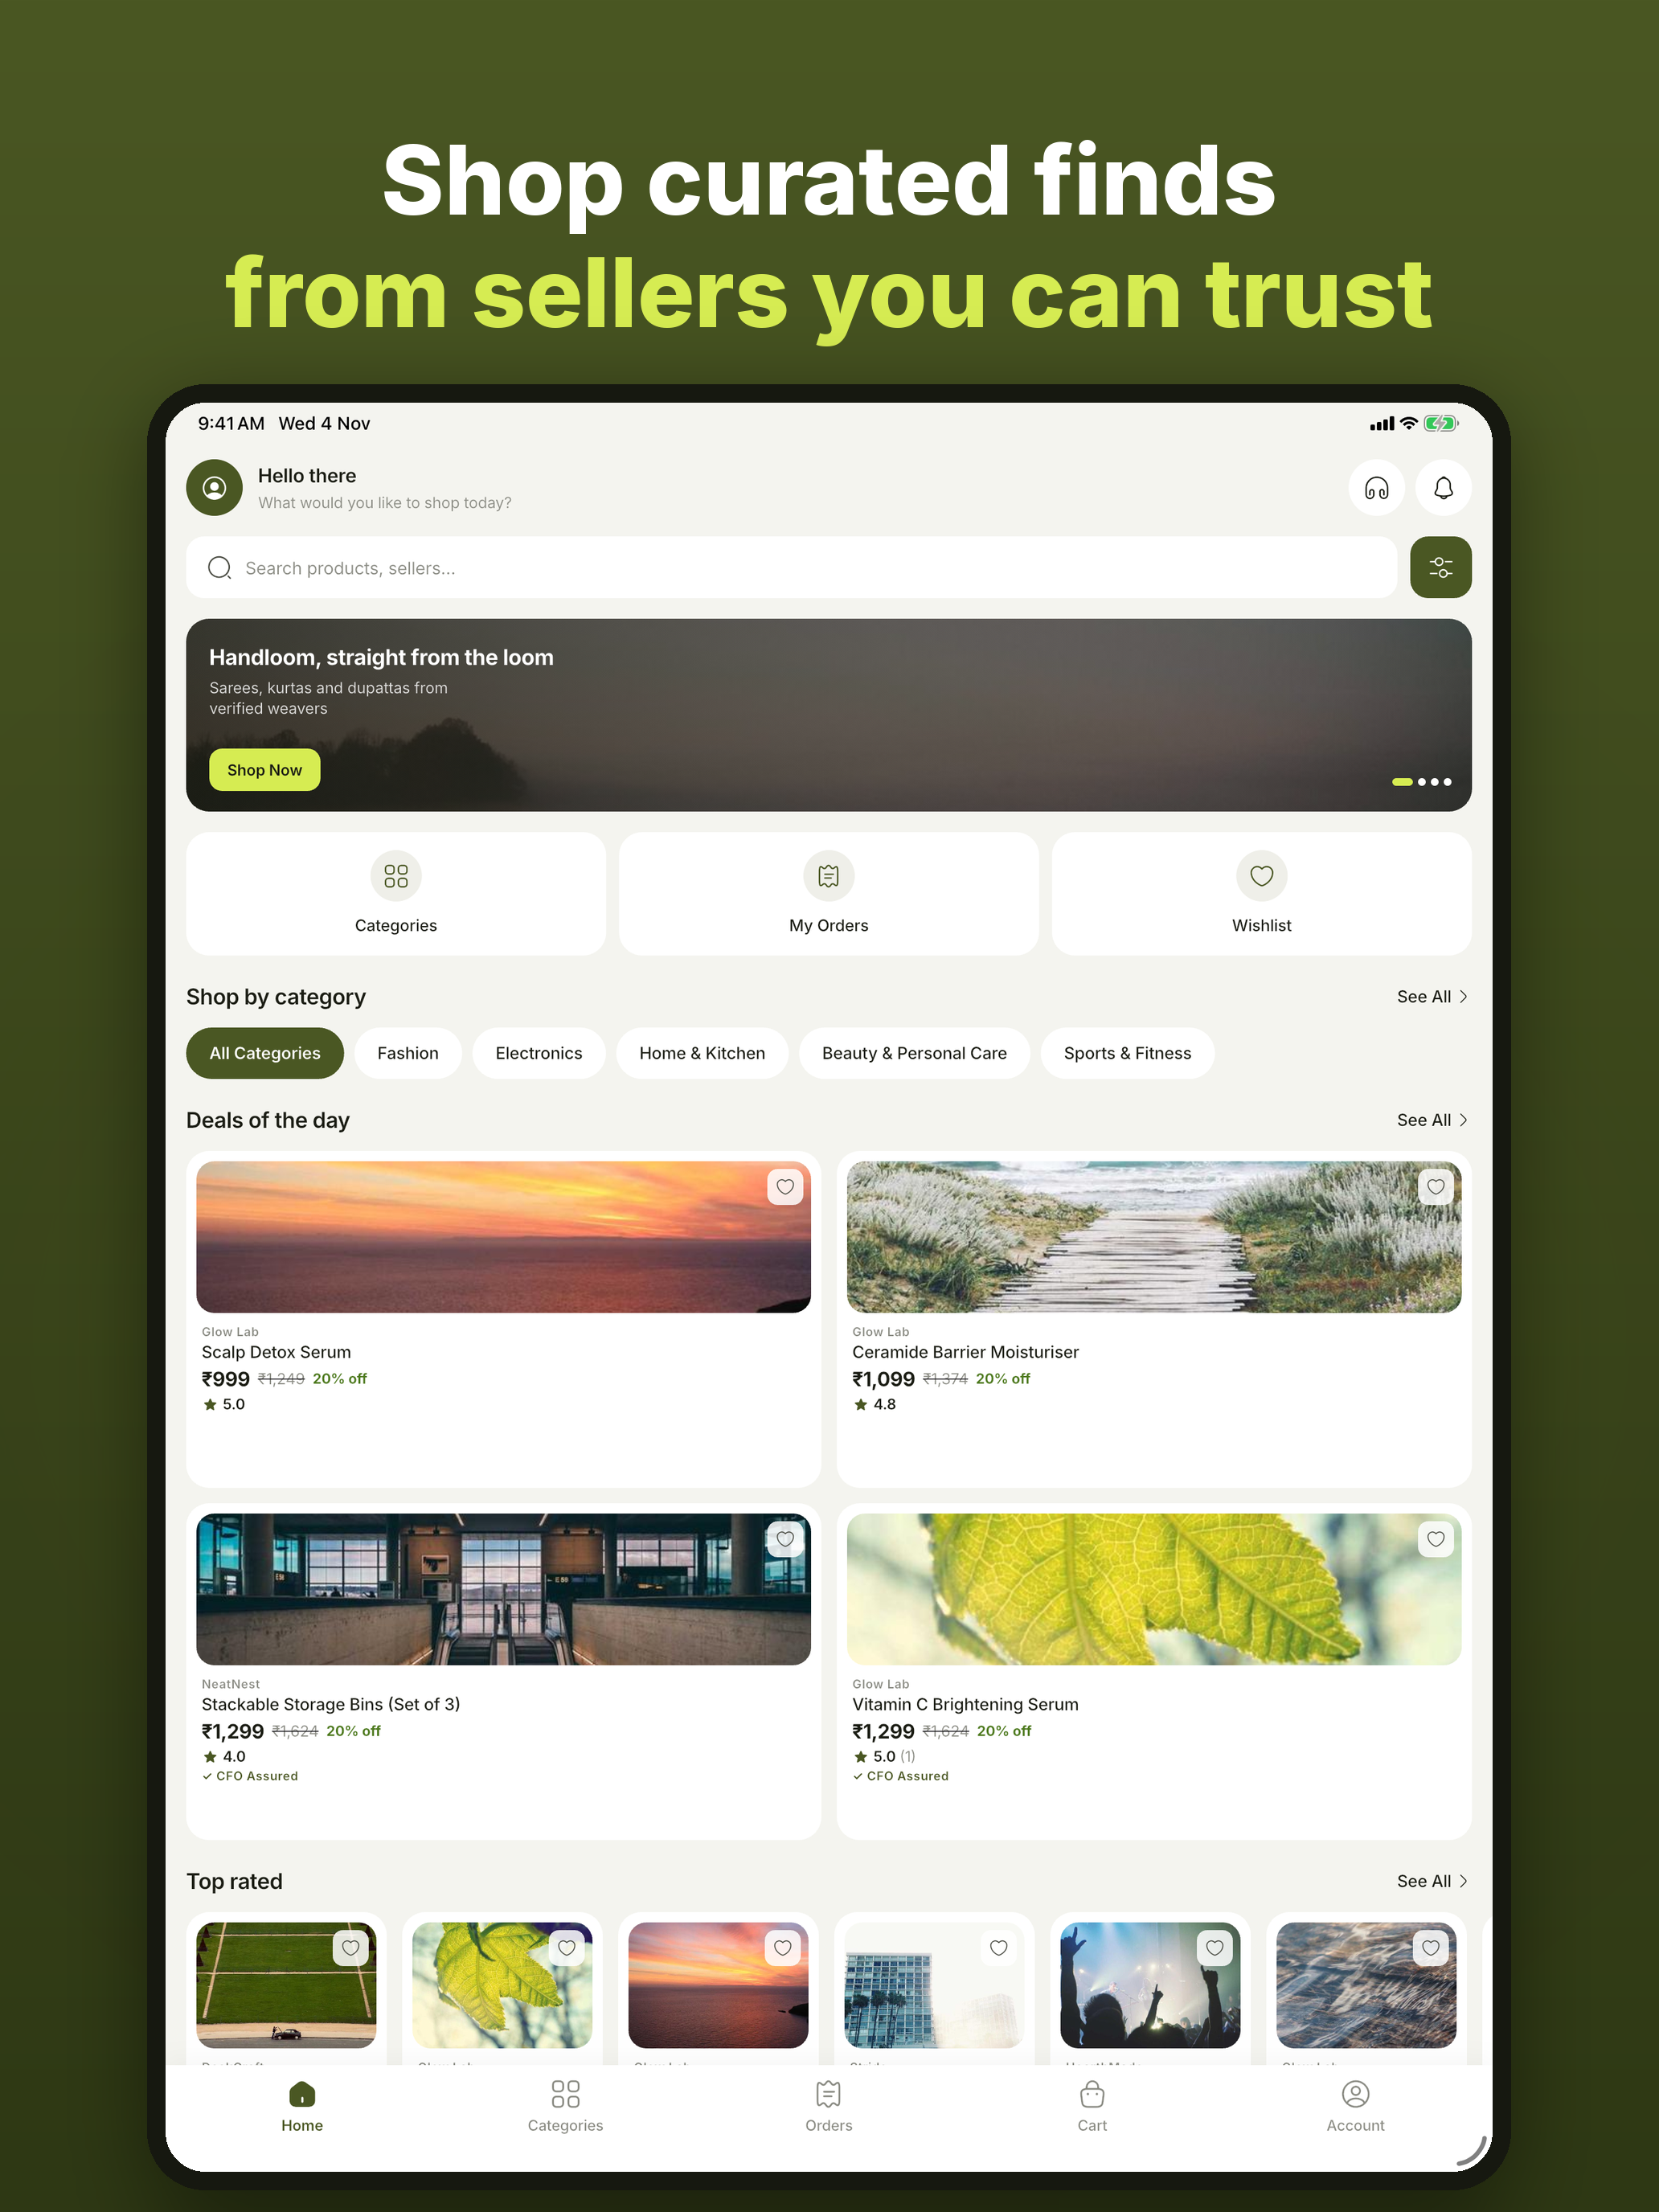 Shop curated finds
from sellers you can trust
9:41 AM Wed 4 Nov
Hello there
What would you like to shop today?
Search products, sellers...
Handloom, straight from the loom
Sarees, kurtas and dupattas from
verified weavers
Shop Now
Categories
My Orders
Wishlist
Shop by category
See All
All Categories
Fashion
Electronics
Home & Kitchen
Beauty & Personal Care
Sports & Fitness
Deals of the day
See All
Glow Lab
Scalp Detox Serum
₹999 ₹1,249 20% off
5.0
Glow Lab
Ceramide Barrier Moisturiser
₹1,099 ₹1,374 20% off
4.8
NeatNest
Stackable Storage Bins (Set of 3)
₹1,299 ₹1,624 20% off
4.0
CFO Assured
Glow Lab
Vitamin C Brightening Serum
₹1,299 ₹1,624 20% off
5.0 (1)
CFO Assured
Top rated
See All
Home
Categories
Orders
Cart
Account